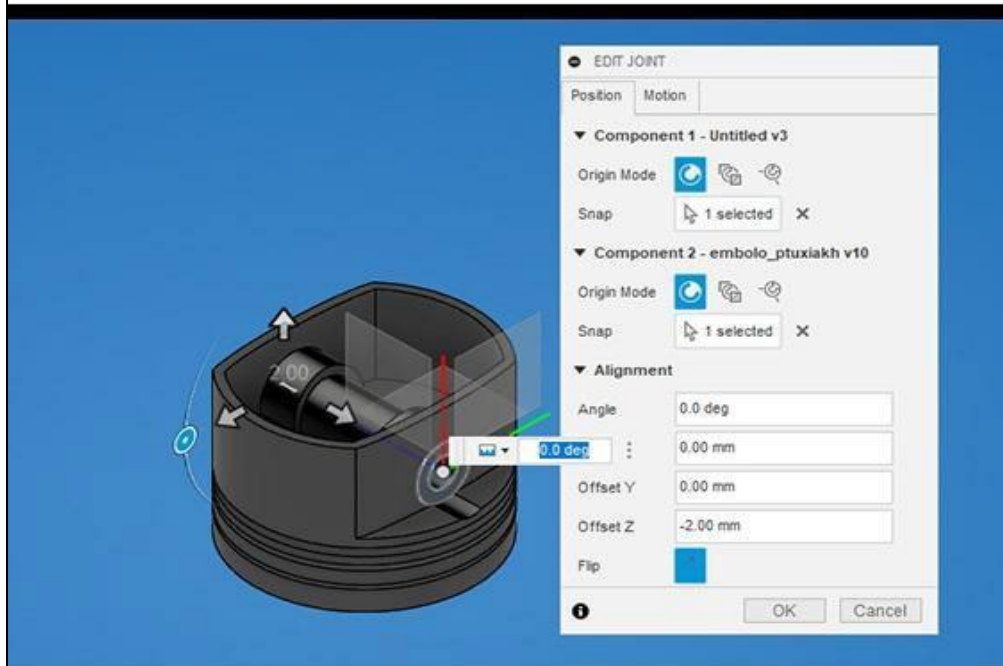 EDIT JOINT
Position Motion
Component 1 - Untitled v3
Origin Mode
Snap 1 selected
Component 2 - embolo_ptuxiakh v10
Origin Mode
Snap 1 selected
Alignment
Angle 0.0 deg
2.00
0.0 deg 0.00 mm
Offset Y 0.00 mm
Offset Z -2.00 mm
Flip
OK Cancel